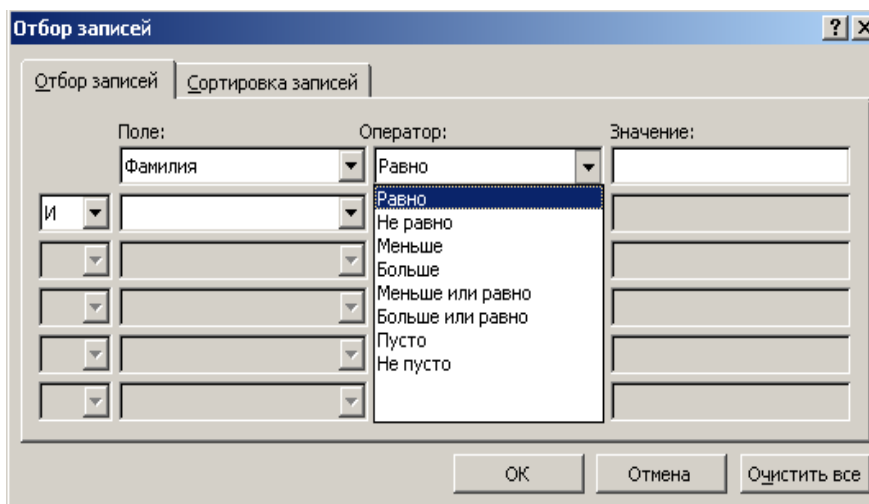 Отбор записей
Отбор записей Сортировка записей
Поле: Оператор: Значение:
Фамилия Равно
И
Равно
Не равно
Меньше
Больше
Меньше или равно
Больше или равно
Пусто
Не пусто
ОК Отмена Очистить все